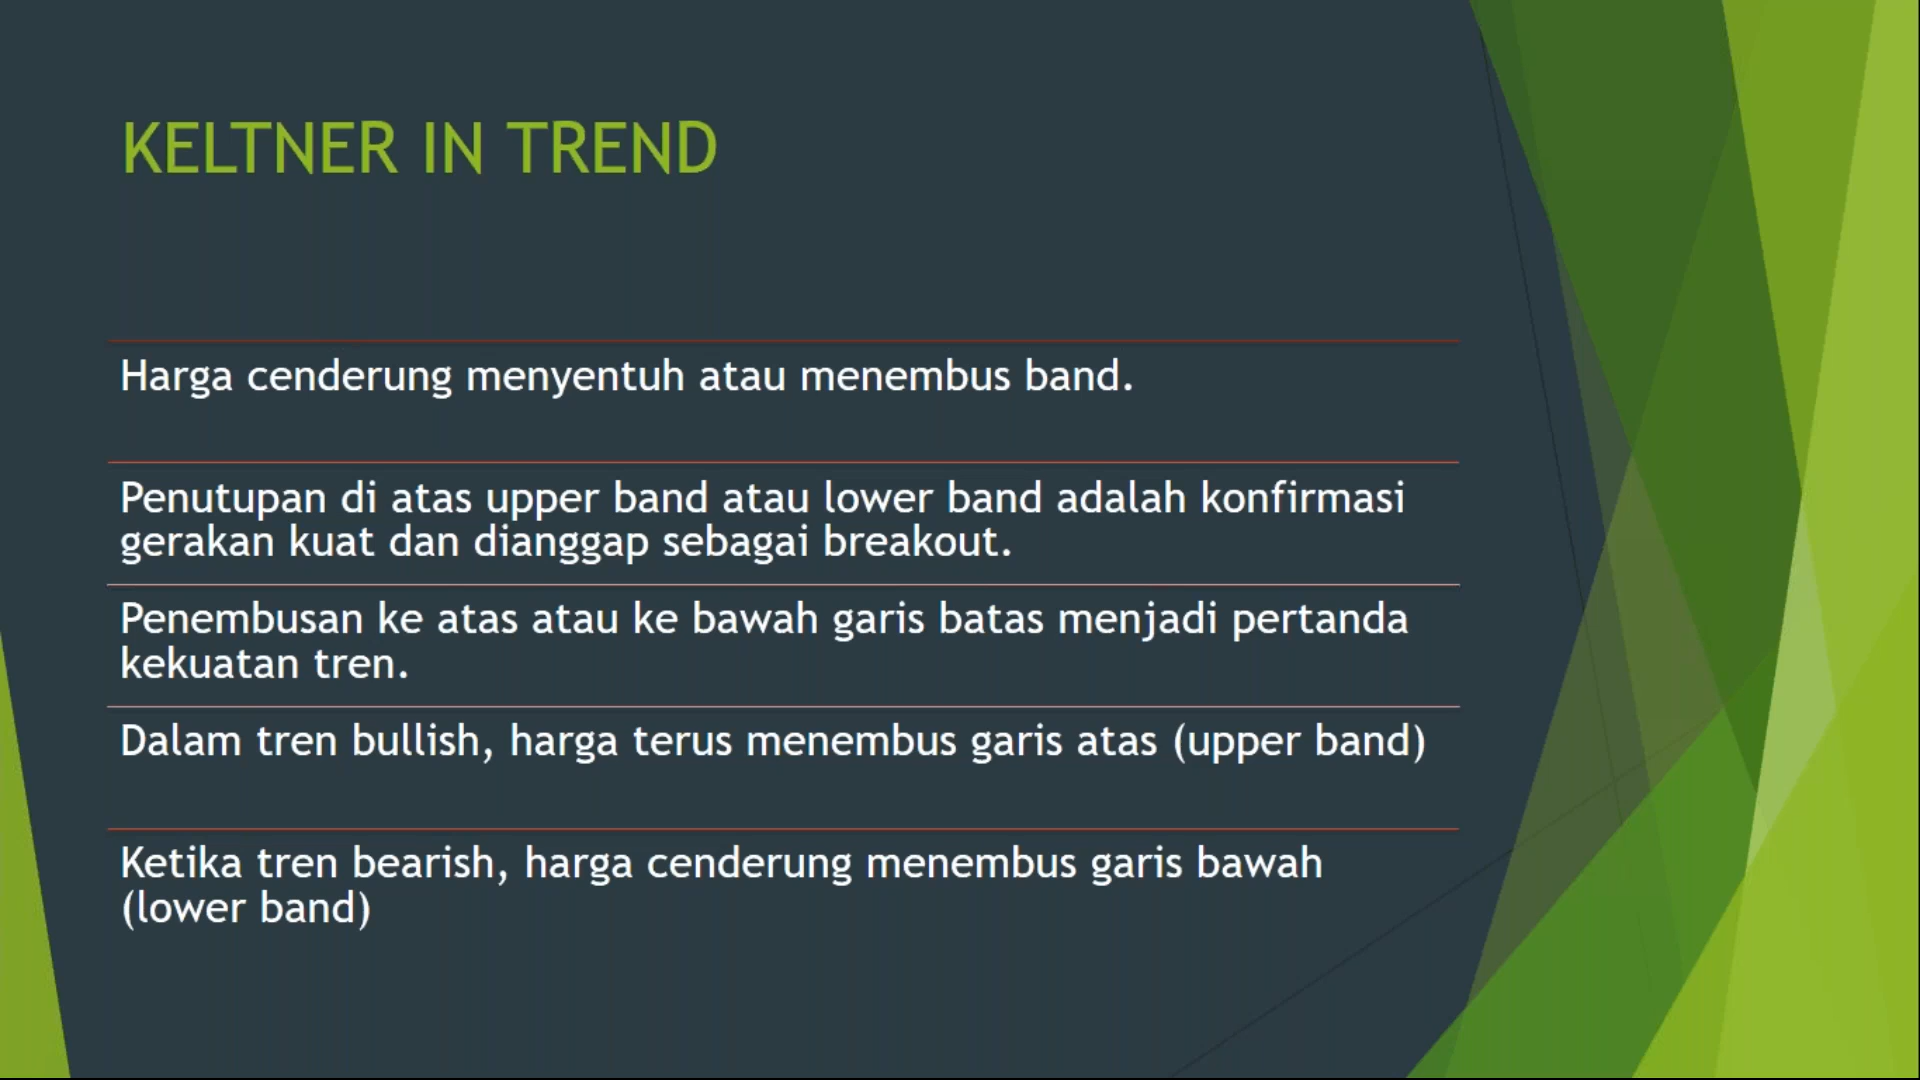 KELTNER IN TREND
Harga cenderung menyentuh atau menembus band.
Penutupan di atas upper band atau lower band adalah konfirmasi
gerakan kuat dan dianggap sebagai breakout.
Penembusan ke atas atau ke bawah garis batas menjadi pertanda
kekuatan tren.
Dalam tren bullish, harga terus menembus garis atas (upper band)
Ketika tren bearish, harga cenderung menembus garis bawah
(lower band)